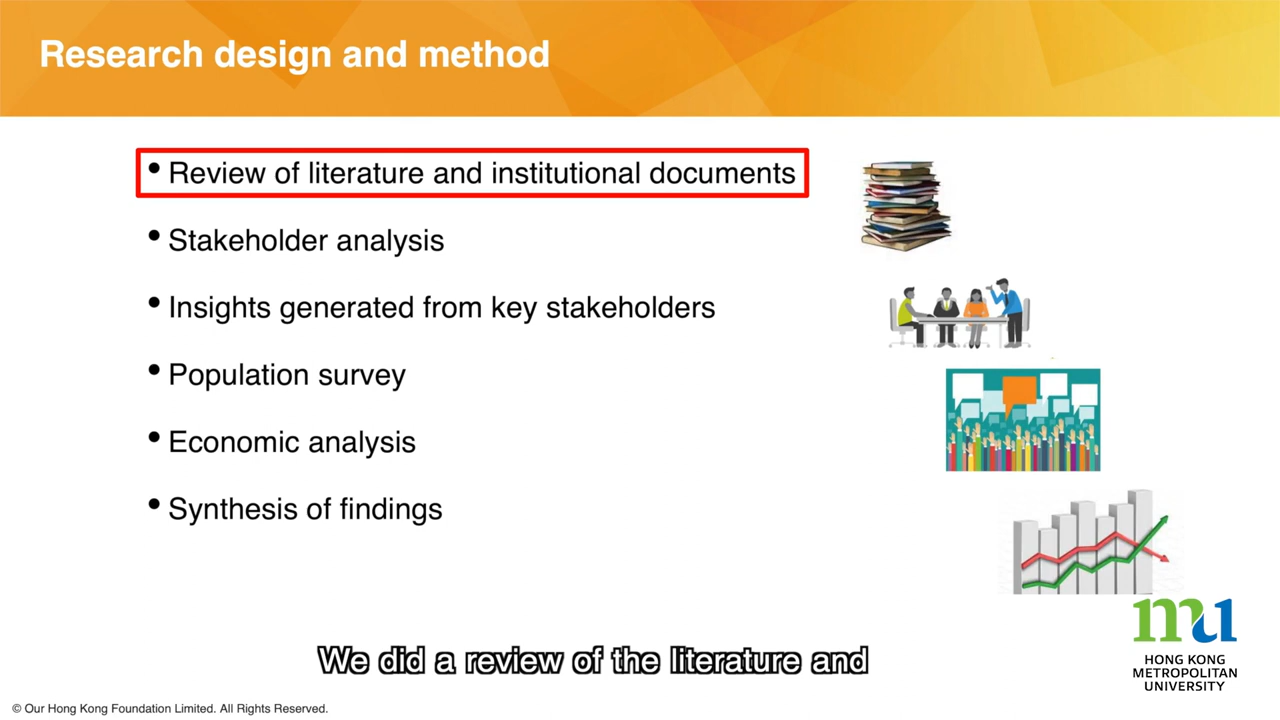 Research design and method
• Review of literature and institutional documents
• Stakeholder analysis
• Insights generated from key stakeholders
• Population survey
• Economic analysis
• Synthesis of findings
We did a review of the literature and
mu
HONG KONG
METROPOLITAN
UNIVERSITY
© Our Hong Kong Foundation Limited. All Rights Reserved.